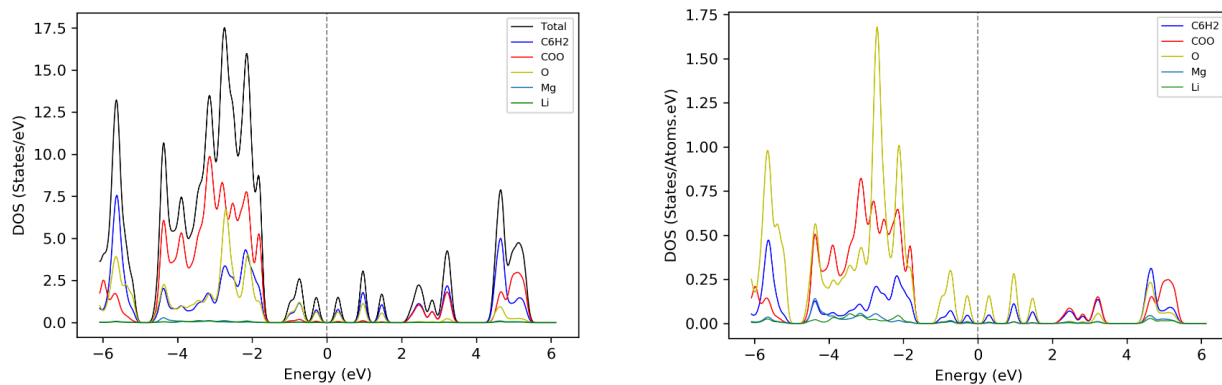 17.5
15.0
12.5
10.0
7.5
5.0
2.5
0.0
DOS (States/eV)
−6 −4 −2 0 2 4 6
Energy (eV)
Total
C6H2
COO
O
Mg
Li
1.75
1.50
1.25
1.00
0.75
0.50
0.25
0.00
DOS (States/Atoms.eV)
−6 −4 −2 0 2 4 6
Energy (eV)
C6H2
COO
O
Mg
Li